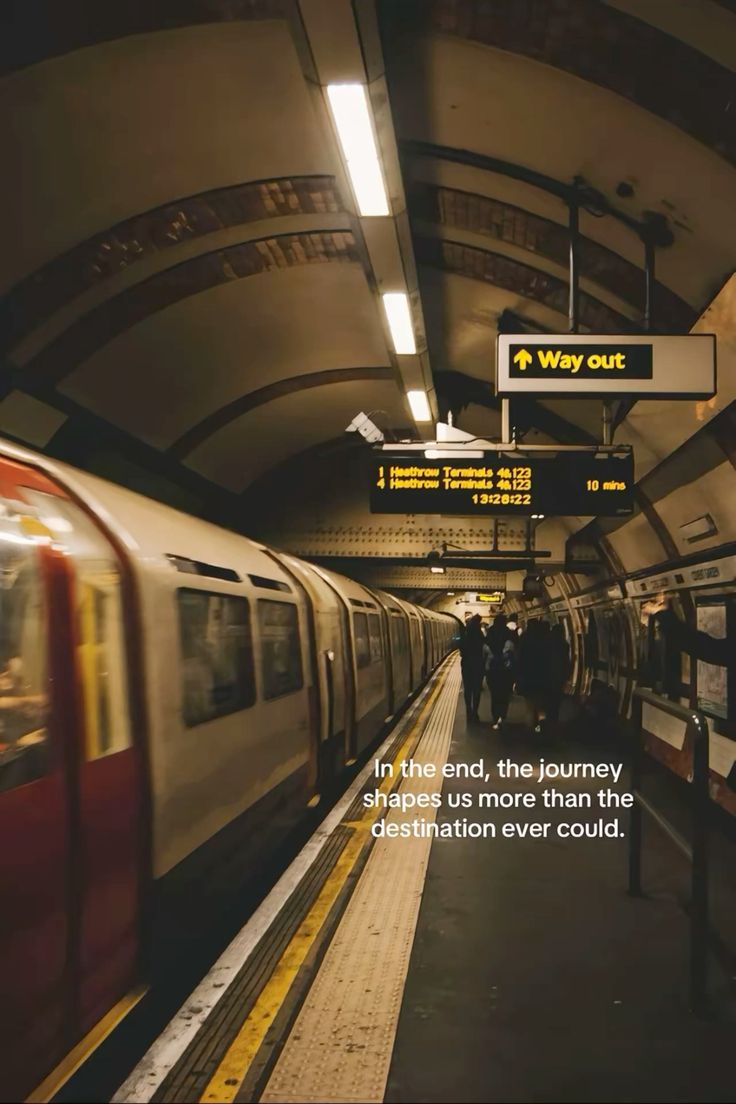 Way out
1 Heathrow Terminals 4&123
4 Heathrow Terminals 4&123 10 mins
13:28:22
In the end, the journey
shapes us more than the
destination ever could.